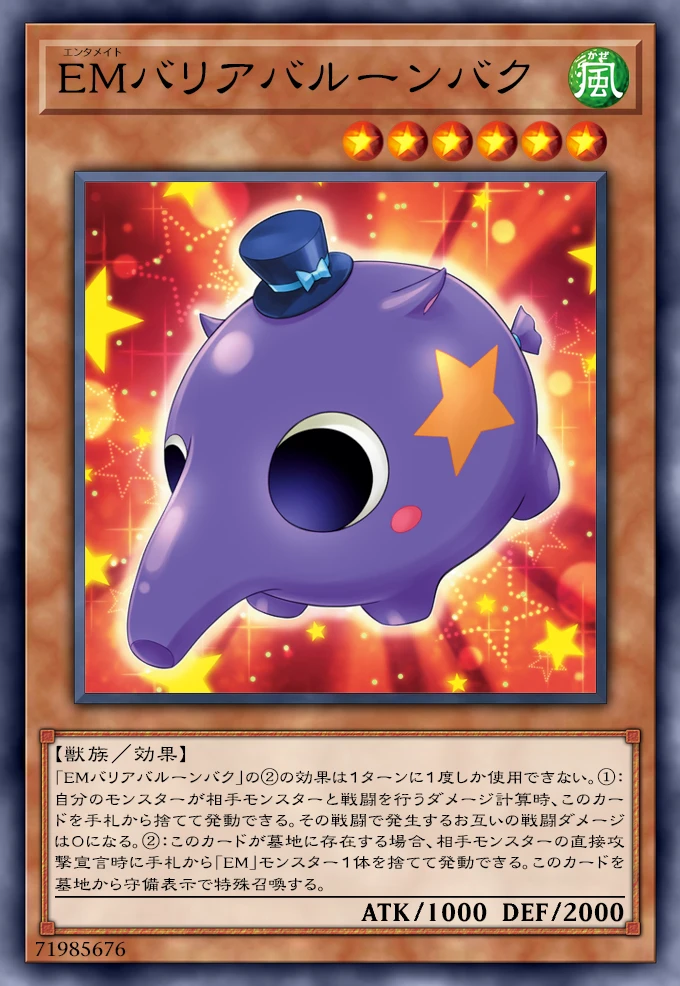 エンタメイト
EMバリアバルーンバク
かぜ
風
【獣族／効果】
「EMバリアバルーンバク」の②の効果は1ターンに1度しか使用できない。①：
自分のモンスターが相手モンスターと戦闘を行うダメージ計算時、このカー
ドを手札から捨てて発動できる。その戦闘で発生するお互いの戦闘ダメージ
は0になる。②：このカードが墓地に存在する場合、相手モンスターの直接攻
撃宣言時に手札から「EM」モンスター1体を捨てて発動できる。このカードを
墓地から守備表示で特殊召喚する。
ATK/1000 DEF/2000
71985676